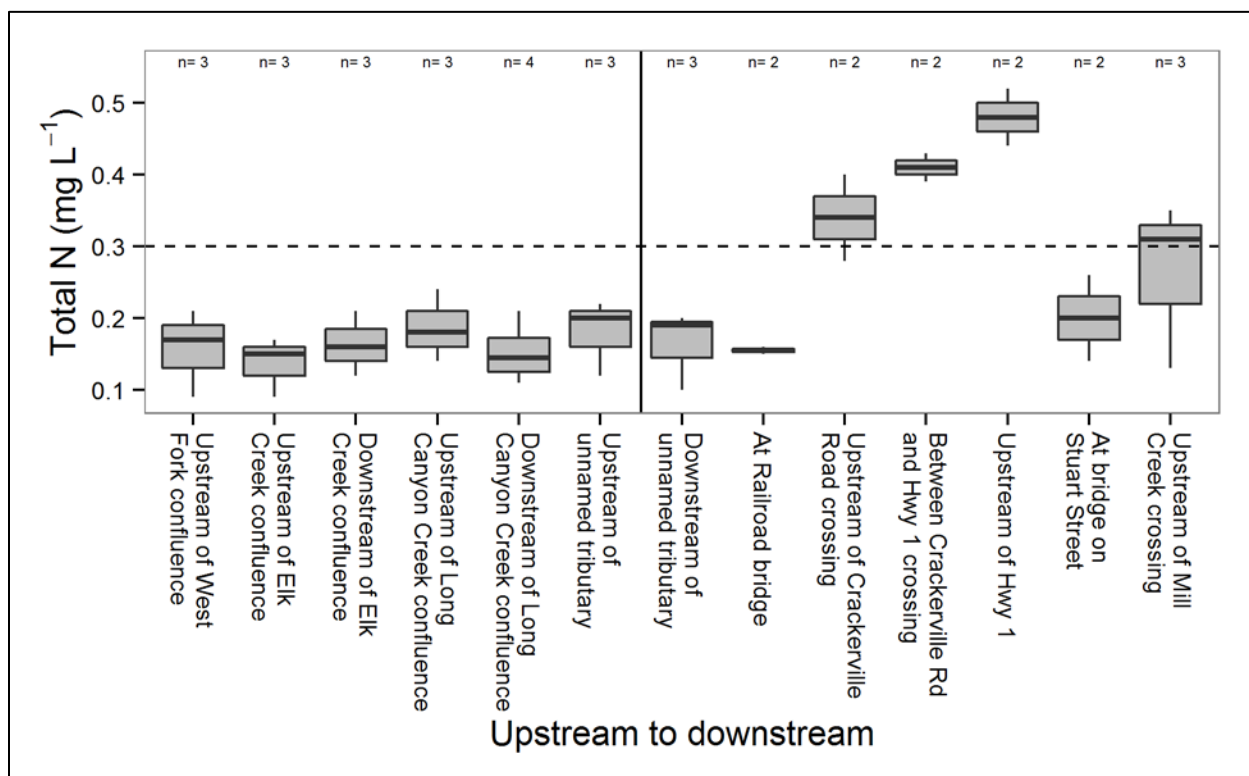 n= 3
n= 3
n= 3
n= 3
n= 4
n= 3
n= 3
n= 2
n= 2
n= 2
n= 2
n= 2
n= 3
Total N (mg L⁻¹)
0.5
0.4
0.3
0.2
0.1
Upstream of West
Fork confluence
Upstream of Elk
Creek confluence
Downstream of Elk
Creek confluence
Upstream of Long
Canyon Creek confluence
Downstream of Long
Canyon Creek confluence
Upstream of
unnamed tributary
Downstream of
unnamed tributary
At Railroad bridge
Upstream of Crackerville
Road crossing
Between Crackerville Rd
and Hwy 1 crossing
Upstream of Hwy 1
At bridge on
Stuart Street
Upstream of Mill
Creek crossing
Upstream to downstream